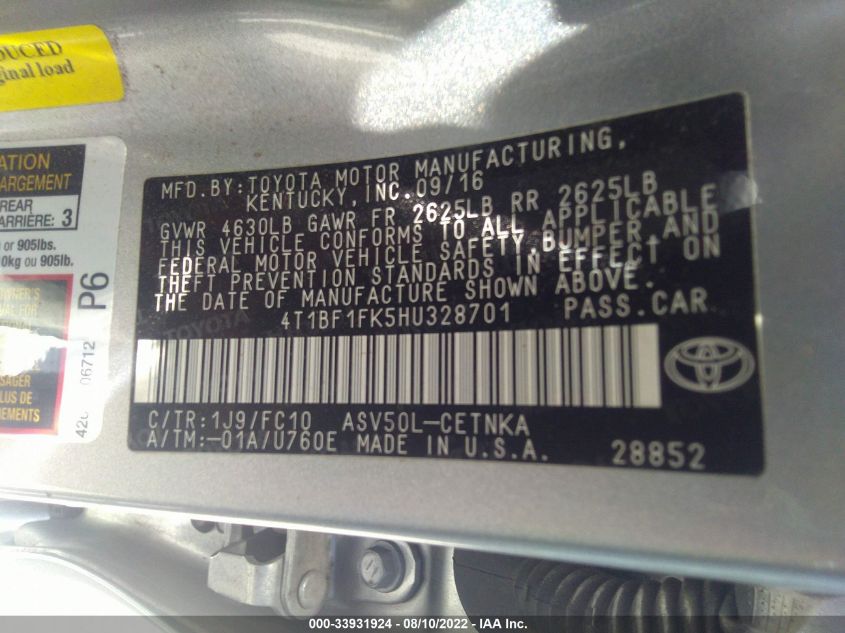 DUCED
ginal load
ATION
ARGEMENT
REAR
ARRIÈRE: 3
or 905lbs.
0kg ou 905lb.
P6
06712
MFD. BY: TOYOTA MOTOR MANUFACTURING,
KENTUCKY, INC. 09/16
GVWR 4630LB GAWR FR 2625LB RR 2625LB
THIS VEHICLE CONFORMS TO ALL APPLICABLE
FEDERAL MOTOR VEHICLE SAFETY, BUMPER, AND
THEFT PREVENTION STANDARDS IN EFFECT ON
THE DATE OF MANUFACTURE SHOWN ABOVE.
4T1BF1FK5HU328701 PASS. CAR
C/TR: 1J9/FC10 ASV50L-CETNKA
A/TM: -01A/U760E MADE IN U.S.A.
28852
000-33931924 - 08/10/2022 - Copyright IAA, Inc.